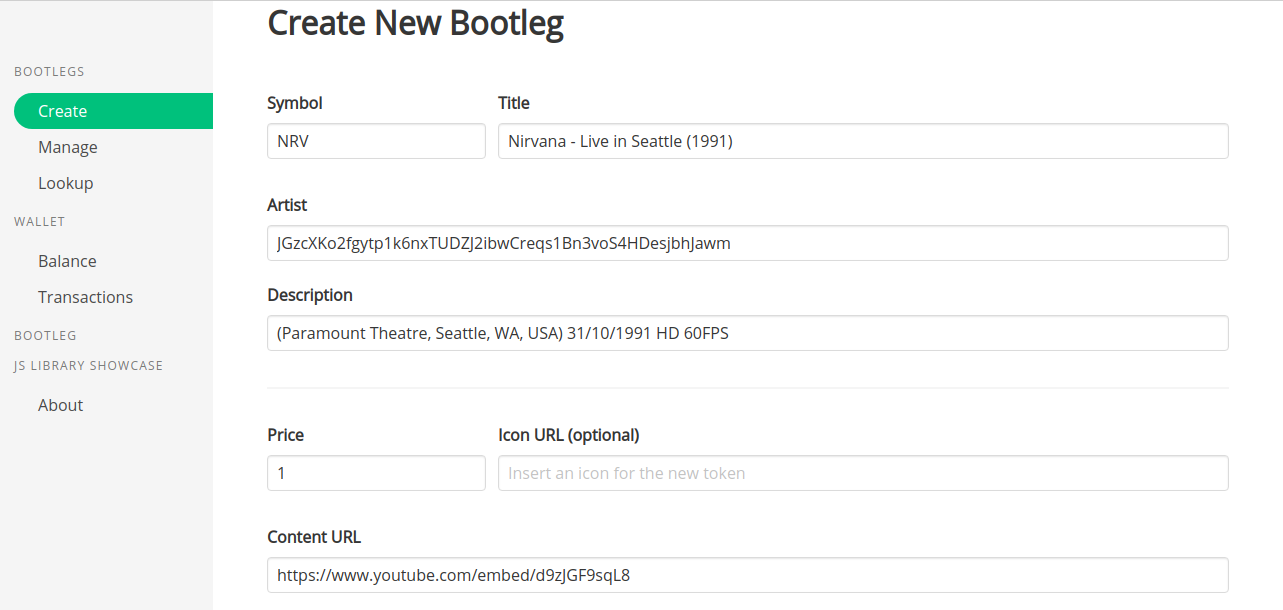 Create New Bootleg
BOOTLEGS
Create
Manage
Lookup
WALLET
Balance
Transactions
BOOTLEG
JS LIBRARY SHOWCASE
About
Symbol
Title
NRV
Nirvana - Live in Seattle (1991)
Artist
JGzcXKo2fgytp1k6nxTUDZJ2ibwCreqs1Bn3voS4HDesjbhJawm
Description
(Paramount Theatre, Seattle, WA, USA) 31/10/1991 HD 60FPS
Price
Icon URL (optional)
1
Insert an icon for the new token
Content URL
https://www.youtube.com/embed/d9zJGF9sqL8